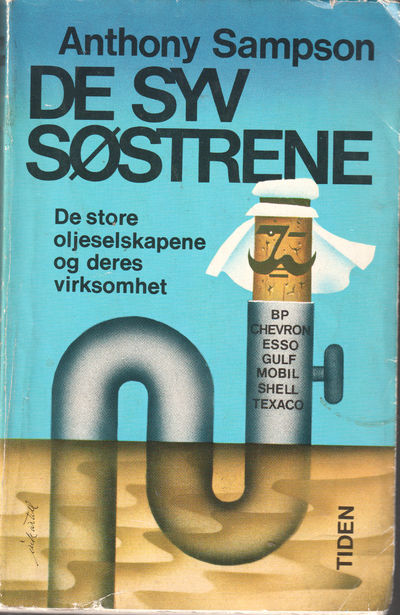 Anthony Sampson
DE SYV
SØSTRENE
De store
oljeselskapene
og deres
virksomhet
BP
CHEVRON
ESSO
GULF
MOBIL
SHELL
TEXACO
TIDEN